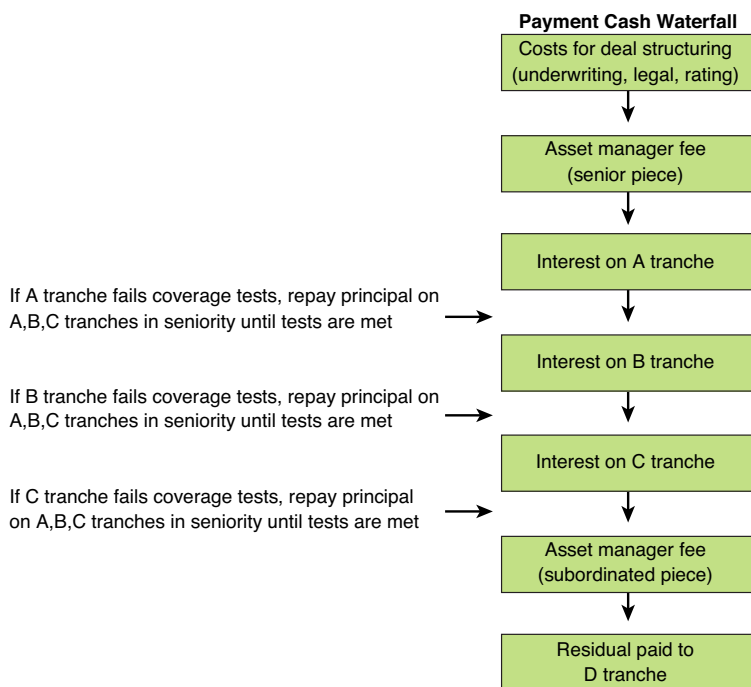 Payment Cash Waterfall
Costs for deal structuring
(underwriting, legal, rating)
Asset manager fee
(senior piece)
Interest on A tranche
If A tranche fails coverage tests, repay principal on
A,B,C tranches in seniority until tests are met
Interest on B tranche
If B tranche fails coverage tests, repay principal on
A,B,C tranches in seniority until tests are met
Interest on C tranche
If C tranche fails coverage tests, repay principal
on A,B,C tranches in seniority until tests are met
Asset manager fee
(subordinated piece)
Residual paid to
D tranche